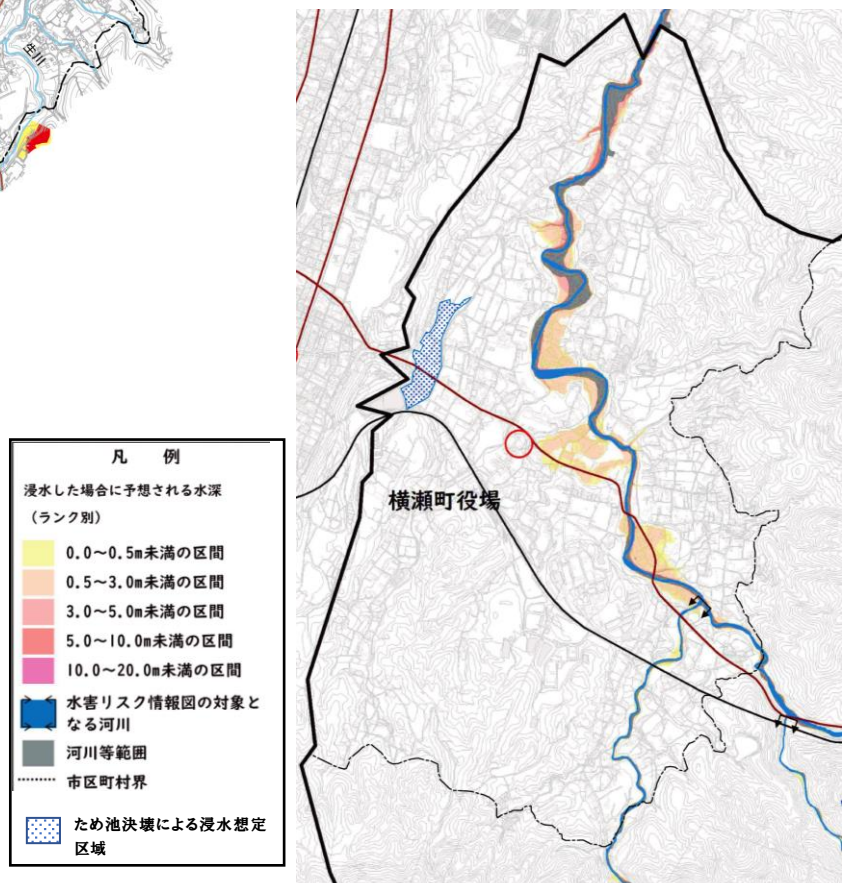 生川
横瀬町役場
凡 例
浸水した場合に予想される水深
(ランク別)
0.0～0.5m未満の区間
0.5～3.0m未満の区間
3.0～5.0m未満の区間
5.0～10.0m未満の区間
10.0～20.0m未満の区間
水害リスク情報図の対象と
なる河川
河川等範囲
市区町村界
ため池決壊による浸水想定
区域